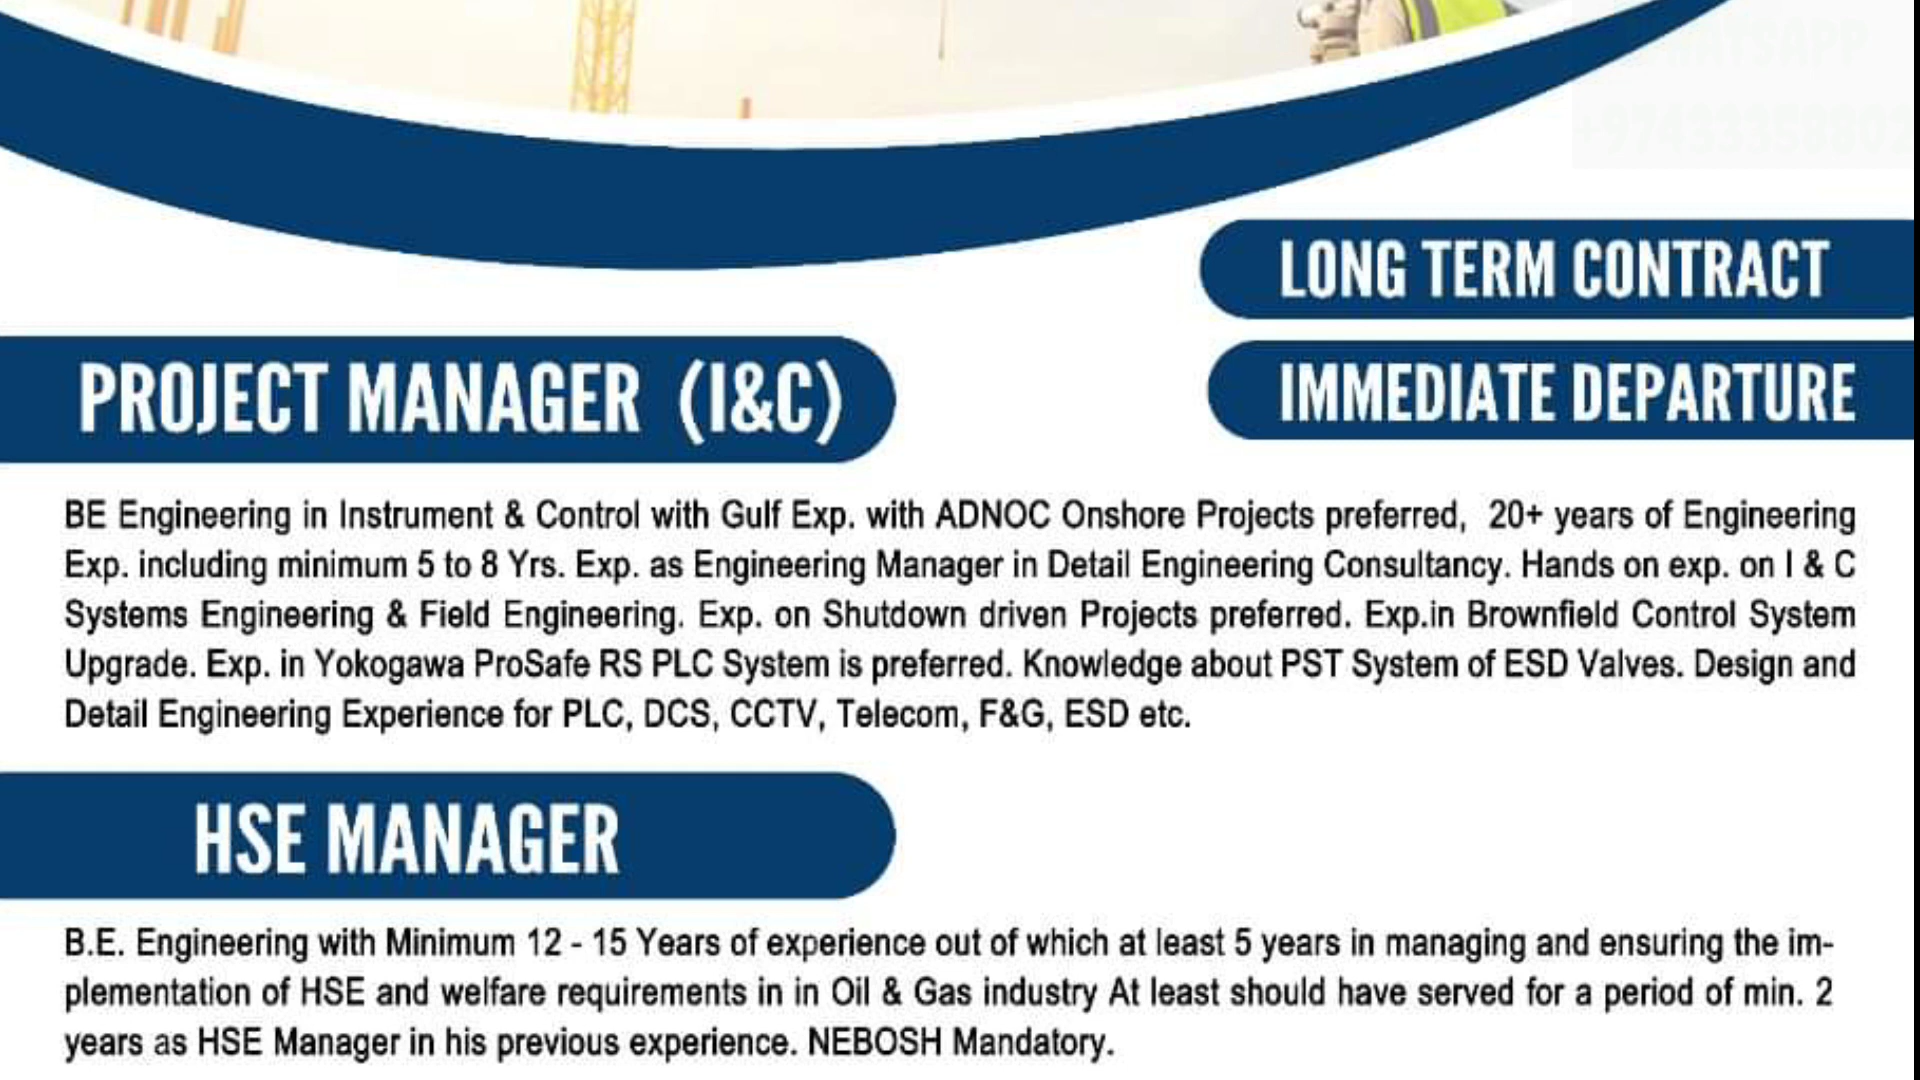 LONG TERM CONTRACT
PROJECT MANAGER (I&C)
IMMEDIATE DEPARTURE
BE Engineering in Instrument & Control with Gulf Exp. with ADNOC Onshore Projects preferred, 20+ years of Engineering
Exp. including minimum 5 to 8 Yrs. Exp. as Engineering Manager in Detail Engineering Consultancy. Hands on exp. on I & C
Systems Engineering & Field Engineering. Exp. on Shutdown driven Projects preferred. Exp.in Brownfield Control System
Upgrade. Exp. in Yokogawa ProSafe RS PLC System is preferred. Knowledge about PST System of ESD Valves. Design and
Detail Engineering Experience for PLC, DCS, CCTV, Telecom, F&G, ESD etc.
HSE MANAGER
B.E. Engineering with Minimum 12 - 15 Years of experience out of which at least 5 years in managing and ensuring the im-
plementation of HSE and welfare requirements in in Oil & Gas industry At least should have served for a period of min. 2
years as HSE Manager in his previous experience. NEBOSH Mandatory.